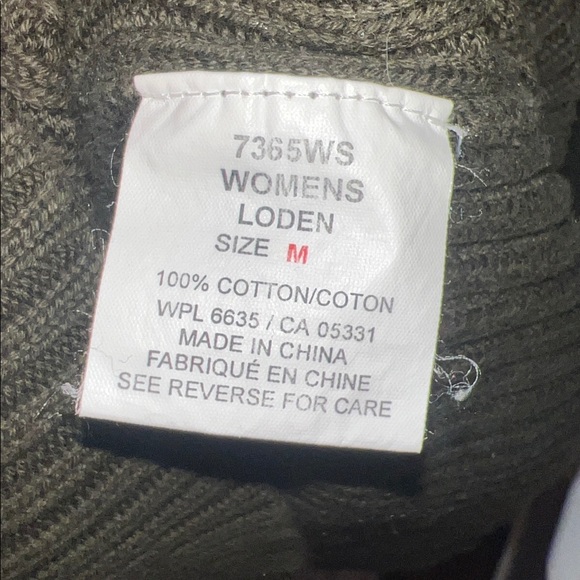 7365WS
WOMENS
LODEN
SIZE M
100% COTTON/COTON
WPL 6635 / CA 05331
MADE IN CHINA
FABRIQUÉ EN CHINE
SEE REVERSE FOR CARE